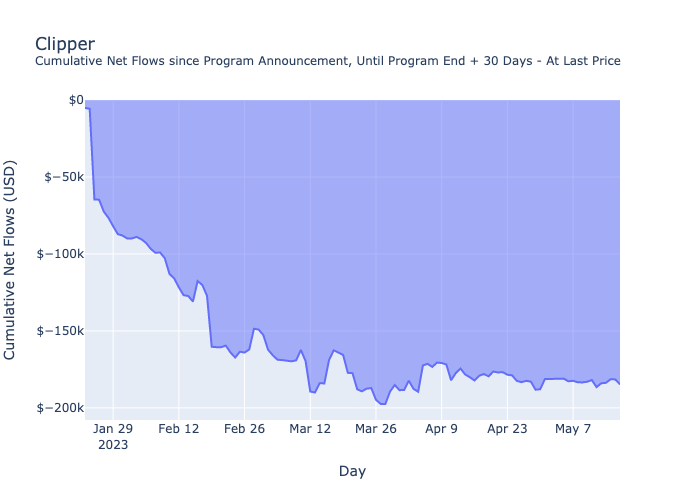 Clipper
Cumulative Net Flows since Program Announcement, Until Program End + 30 Days - At Last Price
Cumulative Net Flows (USD)
$0
$−50k
$−100k
$−150k
$−200k
Jan 29 Feb 12 Feb 26 Mar 12 Mar 26 Apr 9 Apr 23 May 7
2023
Day